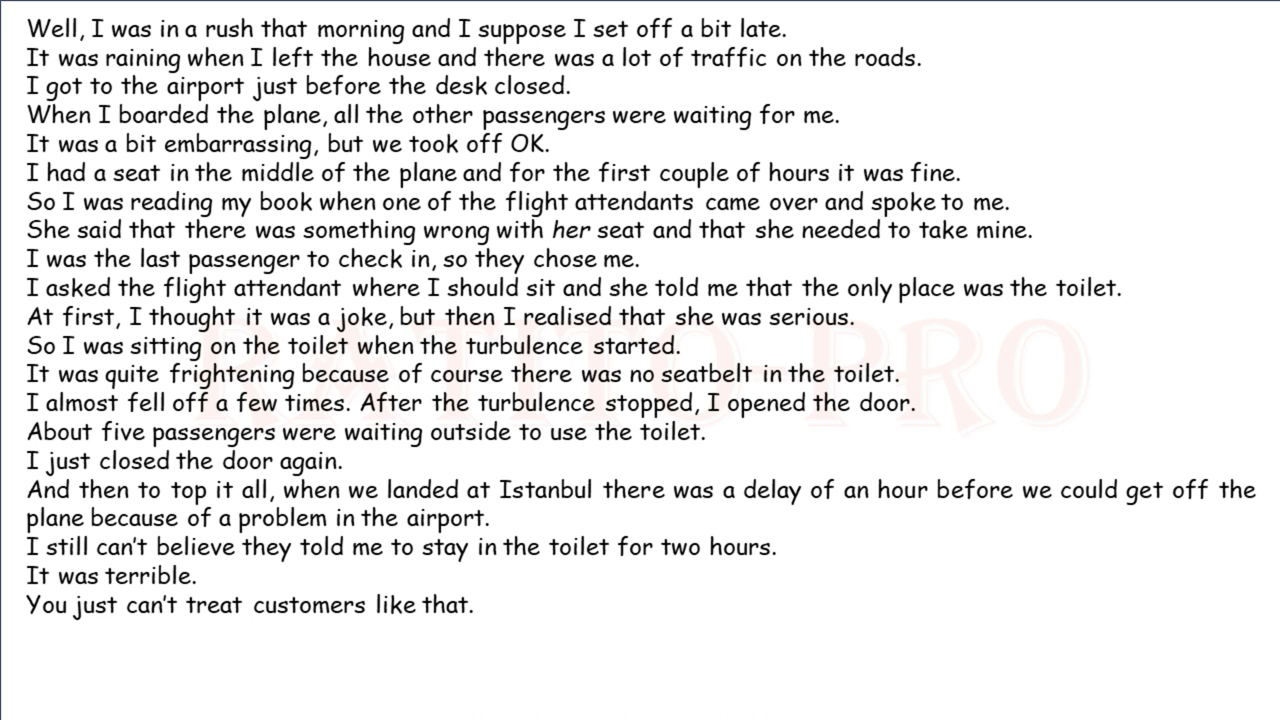 Well, I was in a rush that morning and I suppose I set off a bit late.
It was raining when I left the house and there was a lot of traffic on the roads.
I got to the airport just before the desk closed.
When I boarded the plane, all the other passengers were waiting for me.
It was a bit embarrassing, but we took off OK.
I had a seat in the middle of the plane and for the first couple of hours it was fine.
So I was reading my book when one of the flight attendants came over and spoke to me.
She said that there was something wrong with her seat and that she needed to take mine.
I was the last passenger to check in, so they chose me.
I asked the flight attendant where I should sit and she told me that the only place was the toilet.
At first, I thought it was a joke, but then I realised that she was serious.
So I was sitting on the toilet when the turbulence started.
It was quite frightening because of course there was no seatbelt in the toilet.
I almost fell off a few times. After the turbulence stopped, I opened the door.
About five passengers were waiting outside to use the toilet.
I just closed the door again.
And then to top it all, when we landed at Istanbul there was a delay of an hour before we could get off the
plane because of a problem in the airport.
I still can't believe they told me to stay in the toilet for two hours.
It was terrible.
You just can't treat customers like that.
RATITO-PRO